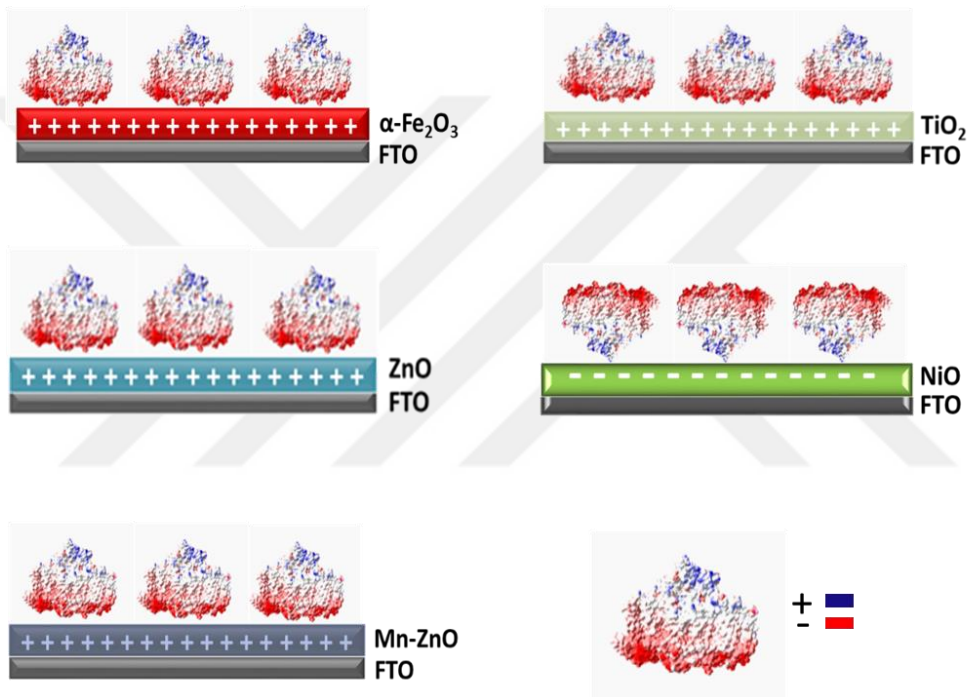 + + + + + + + + + + + + + + + + + α-Fe₂O₃
FTO
+ + + + + + + + + + + + + + + + + TiO₂
FTO
+ + + + + + + + + + + + + + + + + ZnO
FTO
- - - - - - - - - - - - - NiO
FTO
+ + + + + + + + + + + + + + + + + Mn-ZnO
FTO
+
-